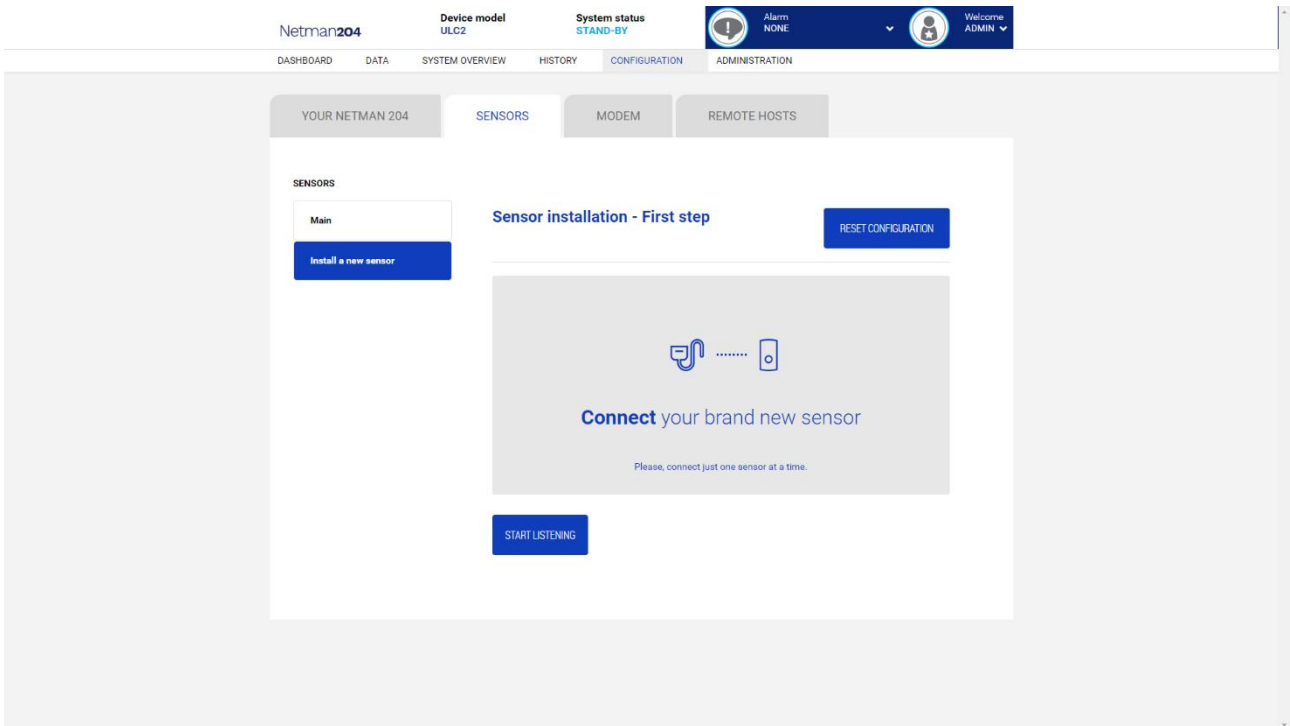 Netman204
Device model
ULC2
System status
STAND-BY
Alarm
NONE
Welcome
ADMIN
DASHBOARD DATA SYSTEM OVERVIEW HISTORY CONFIGURATION ADMINISTRATION
YOUR NETMAN 204 SENSORS MODEM REMOTE HOSTS
SENSORS
Main
Install a new sensor
Sensor installation - First step
RESET CONFIGURATION
Connect your brand new sensor
Please, connect just one sensor at a time.
START LISTENING